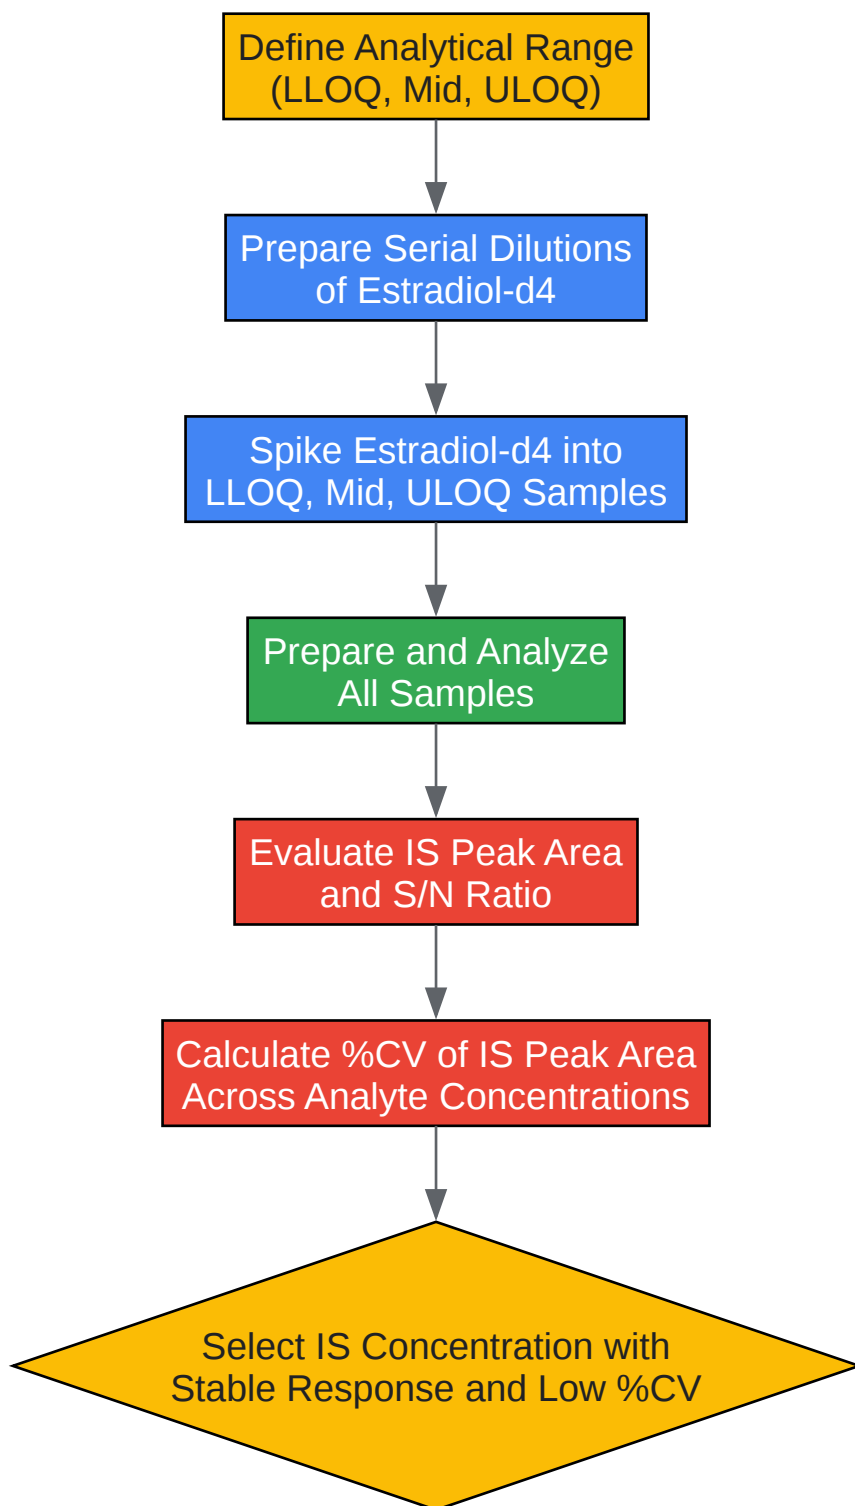 Define Analytical Range
(LLOQ, Mid, ULOQ)
Prepare Serial Dilutions
of Estradiol-d4
Spike Estradiol-d4 into
LLOQ, Mid, ULOQ Samples
Prepare and Analyze
All Samples
Evaluate IS Peak Area
and S/N Ratio
Calculate %CV of IS Peak Area
Across Analyte Concentrations
Select IS Concentration with
Stable Response and Low %CV